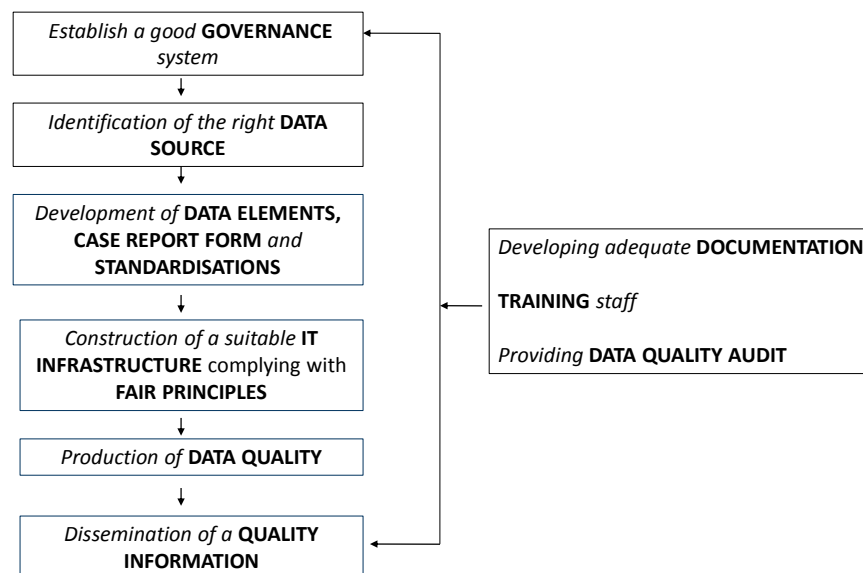 Establish a good GOVERNANCE
system
Identification of the right DATA
SOURCE
Development of DATA ELEMENTS,
CASE REPORT FORM and
STANDARDISATIONS
Construction of a suitable IT
INFRASTRUCTURE complying with
FAIR PRINCIPLES
Production of DATA QUALITY
Dissemination of a QUALITY
INFORMATION
Developing adequate DOCUMENTATION
TRAINING staff
Providing DATA QUALITY AUDIT